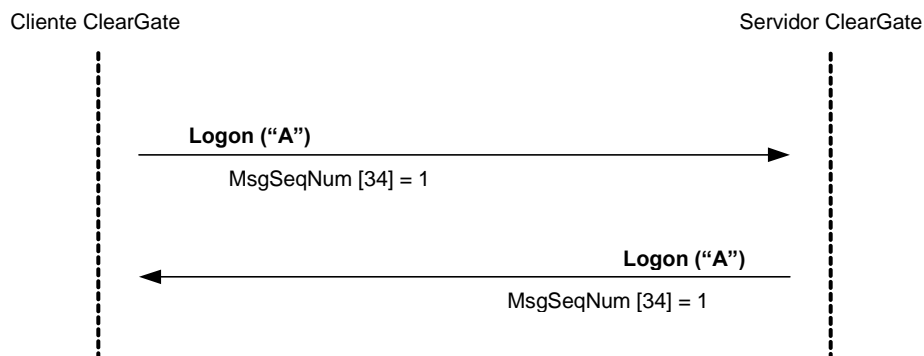 Cliente ClearGate
Servidor ClearGate
Logon (“A”)
MsgSeqNum [34] = 1
Logon (“A”)
MsgSeqNum [34] = 1